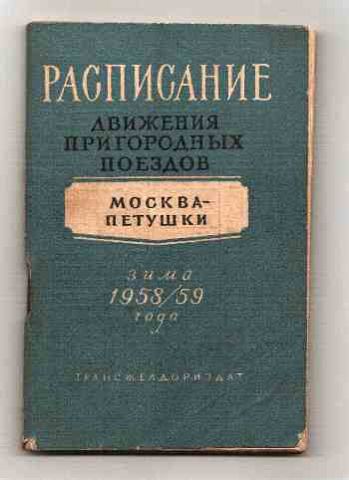 РАСПИСАНИЕ
ДВИЖЕНИЯ
ПРИГОРОДНЫХ
ПОЕЗДОВ
МОСКВА-
ПЕТУШКИ
зима
1958/59
года
ТРАНСЖЕЛДОРИЗДАТ